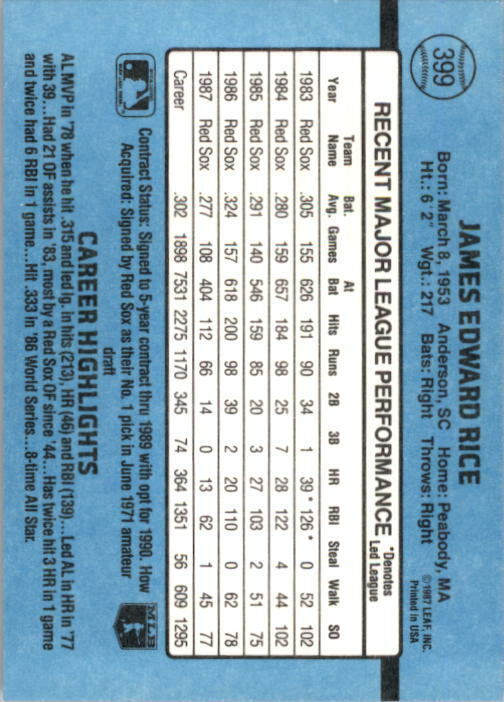 399
JAMES EDWARD RICE
Born: March 8, 1953 Anderson, SC Home: Peabody, MA
Ht.: 6' 2" Wgt.: 217 Bats: Right Throws: Right
©1987 LEAF, INC.
Printed in USA
RECENT MAJOR LEAGUE PERFORMANCE *Denotes Led League
Year Team Name Bat. Avg. Games At Bat Hits Runs 2B 3B HR RBI Steal Walk SO
1983 Red Sox .305 155 626 191 90 34 1 39* 126* 0 52 102
1984 Red Sox .280 159 657 184 98 25 7 28 122 4 44 102
1985 Red Sox .291 140 546 159 85 20 3 27 103 2 51 75
1986 Red Sox .324 157 618 200 98 39 2 20 110 0 62 78
1987 Red Sox .277 108 404 112 66 14 0 13 62 1 45 77
Career .302 1898 7531 2275 1170 345 74 364 1351 56 609 1295
Contract Status: Signed to 5-year contract thru 1989 with opt for 1990. How
Acquired: Signed by Red Sox as their No. 1 pick in June 1971 amateur
draft
MLB
CAREER HIGHLIGHTS
AL MVP in '78 when he hit .315 and led lg. in hits (213), HR (46) and RBI (139)...Led AL in HR in '77
with 39...Had 21 OF assists in '83, most by a Red Sox OF since '44...Has twice hit 3 HR in 1 game
and twice had 6 RBI in 1 game...Hit .333 in '86 World Series...8-time All Star.